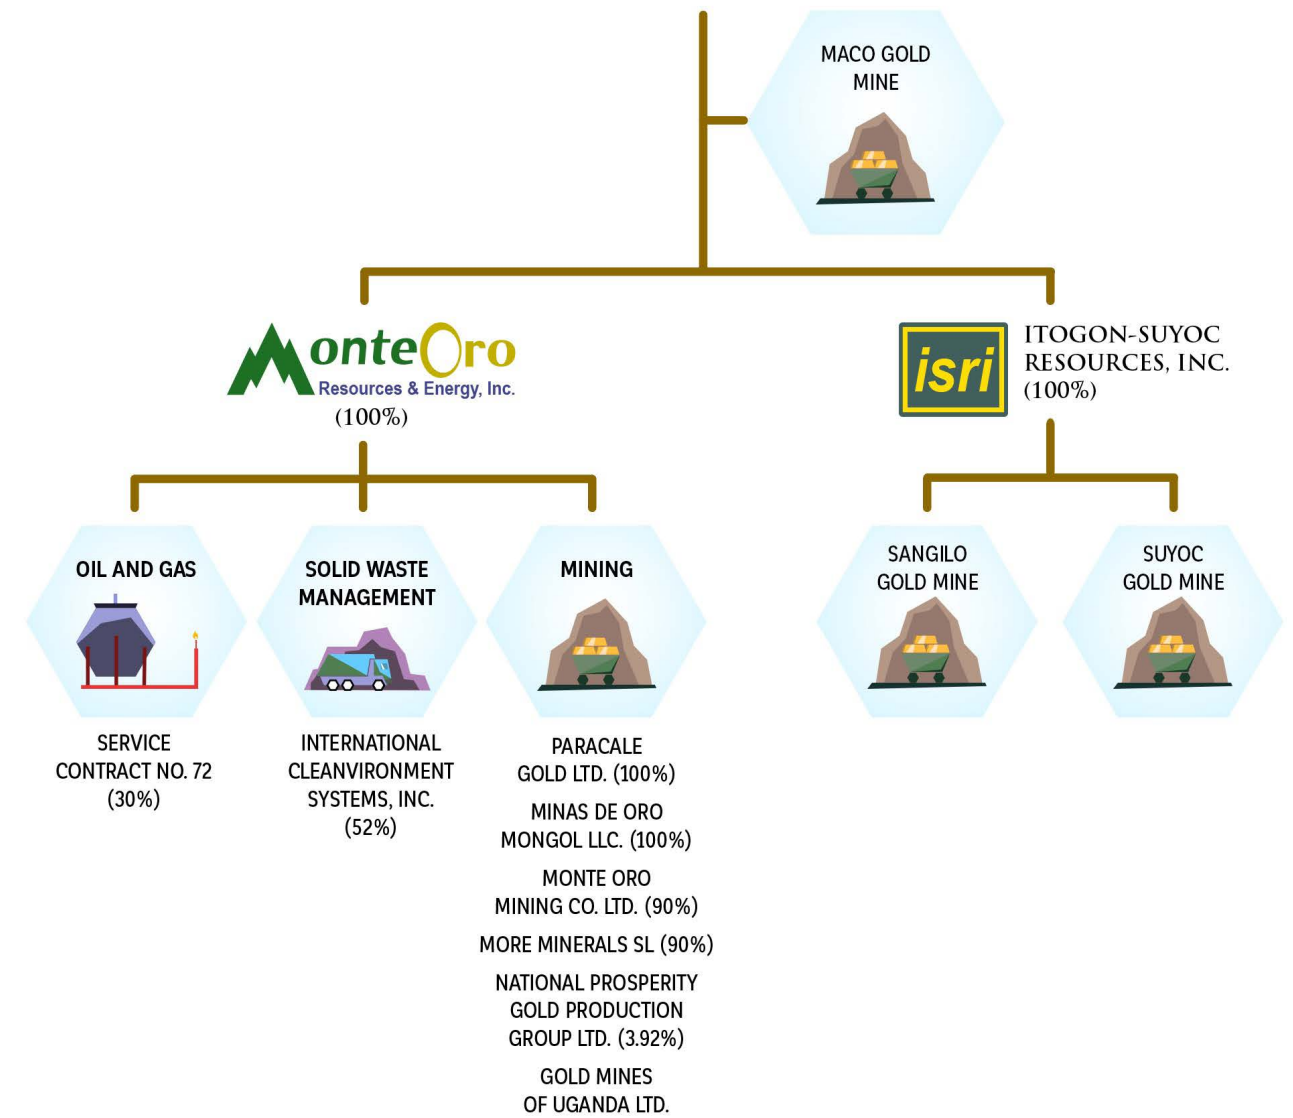 MACO GOLD
MINE
MonteOro
Resources & Energy, Inc.
(100%)
isri
ITOGON-SUYOC
RESOURCES, INC.
(100%)
OIL AND GAS
SERVICE
CONTRACT NO. 72
(30%)
SOLID WASTE
MANAGEMENT
INTERNATIONAL
CLEANVIRONMENT
SYSTEMS, INC.
(52%)
MINING
PARACALE
GOLD LTD. (100%)
MINAS DE ORO
MONGOL LLC. (100%)
MONTE ORO
MINING CO. LTD. (90%)
MORE MINERALS SL (90%)
NATIONAL PROSPERITY
GOLD PRODUCTION
GROUP LTD. (3.92%)
GOLD MINES
OF UGANDA LTD.
SANGILO
GOLD MINE
SUYOC
GOLD MINE